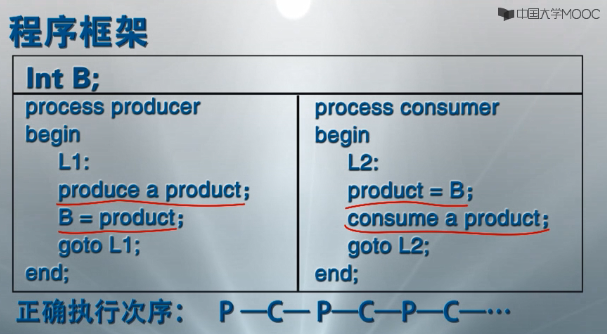 程序框架
中国大学MOOC
Int B;
process producer
begin
L1:
produce a product;
B = product;
goto L1;
end;
process consumer
begin
L2:
product = B;
consume a product;
goto L2;
end;
正确执行次序： P —C— P—C—P—C—…